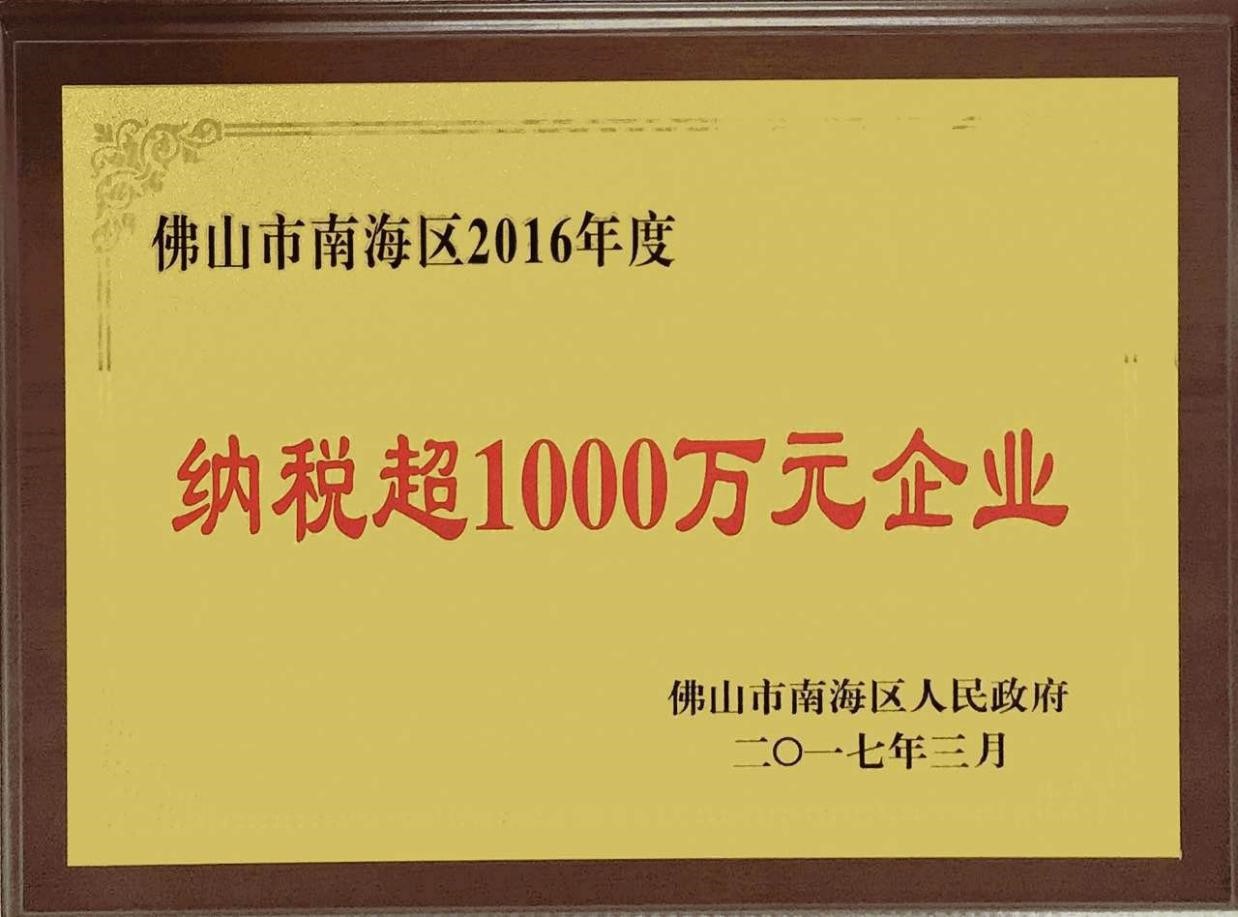 佛山市南海区2016年度
纳税超1000万元企业
佛山市南海区人民政府
二〇一七年三月